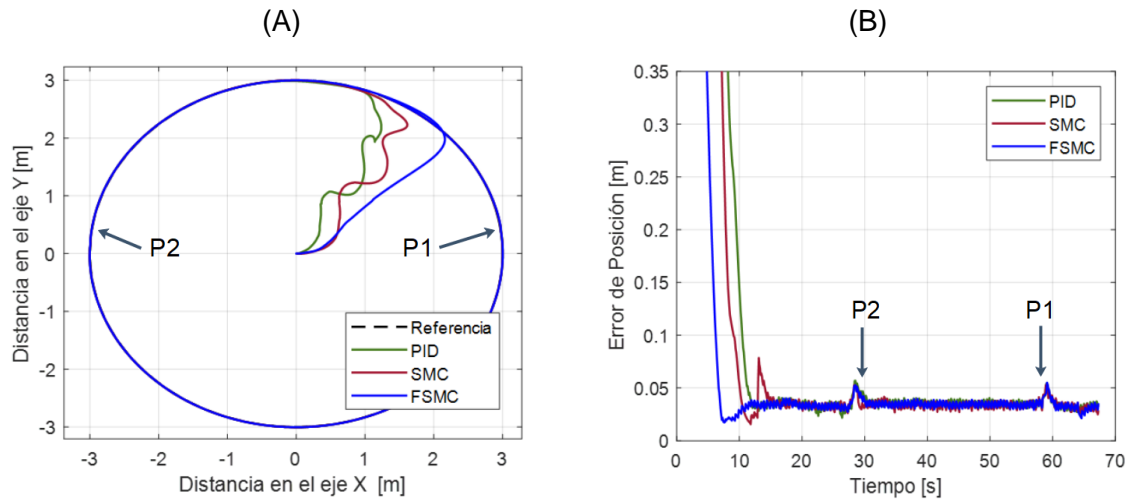 (A)
3
2
1
0
-1
-2
-3
-3
-2
-1
0
1
2
3
Distancia en el eje Y [m]
Distancia en el eje X [m]
P2
P1
Referencia
PID
SMC
FSMC
(B)
0.35
0.3
0.25
0.2
0.15
0.1
0.05
0
0
10
20
30
40
50
60
70
Error de Posición [m]
Tiempo [s]
PID
SMC
FSMC
P2
P1